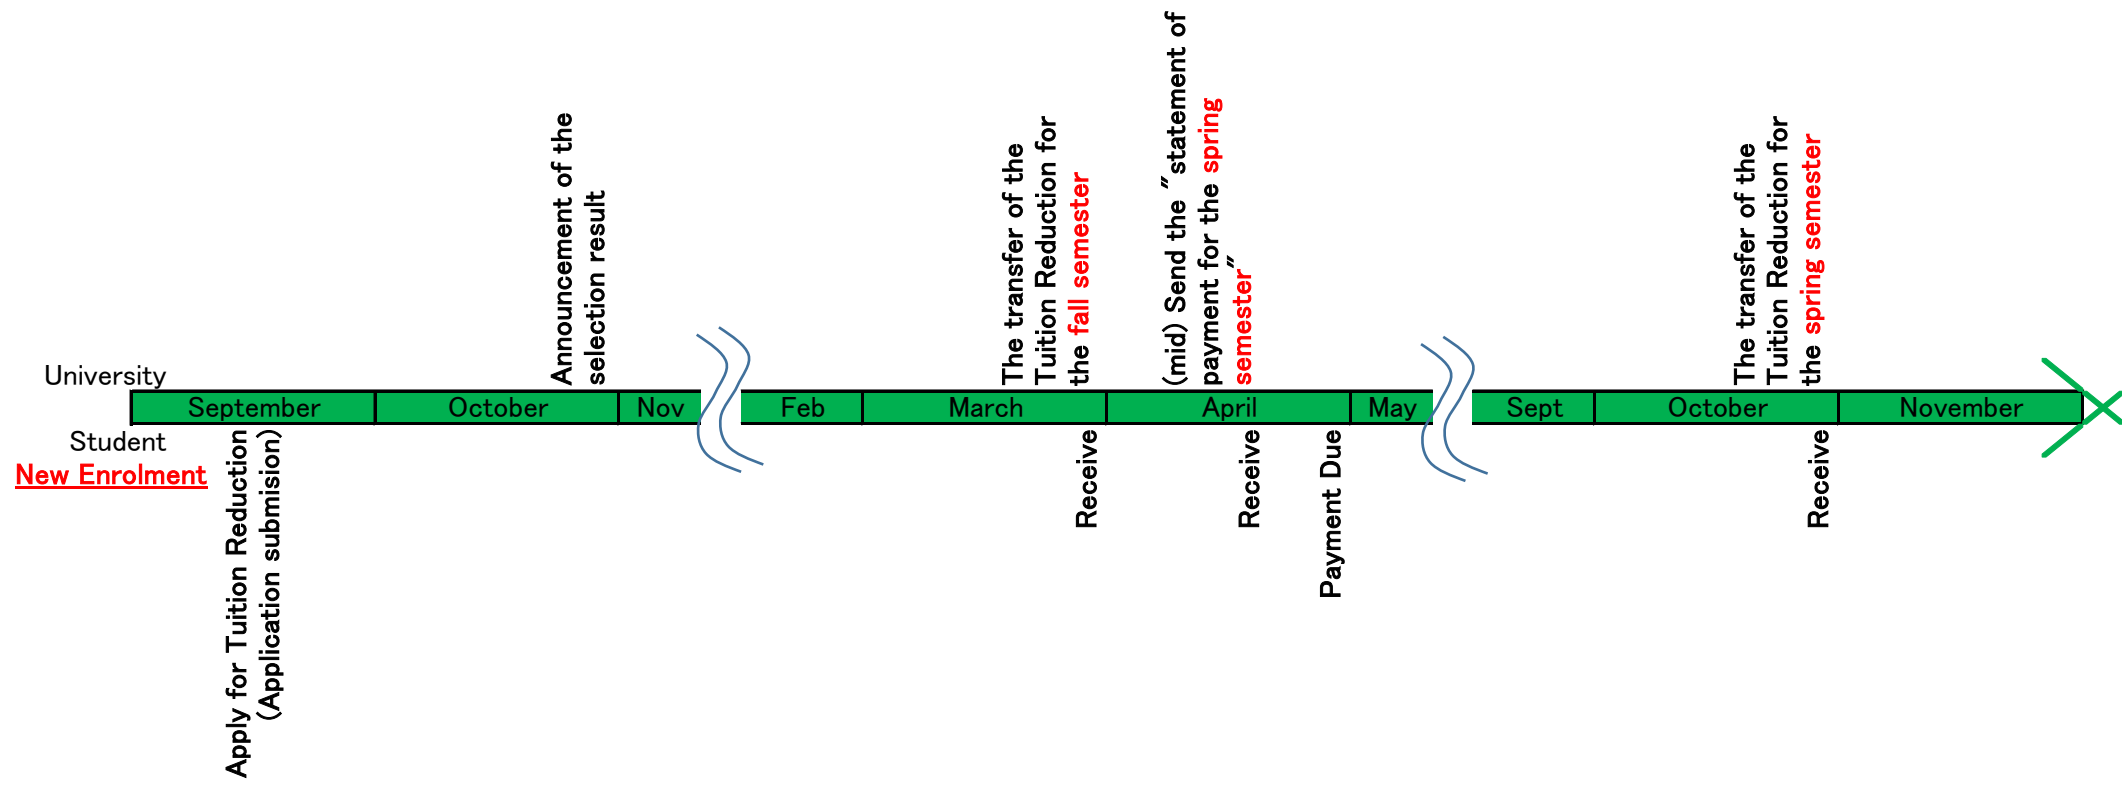 Announcement of the
selection result
The transfer of the
Tuition Reduction for
the fall semester
(mid) Send the "statement of
payment for the spring
semester"
The transfer of the
Tuition Reduction for
the spring semester
University
September
October
Nov
Feb
March
April
May
Sept
October
November
Student
New Enrolment
Apply for Tuition Reduction
(Application submision)
Receive
Receive
Payment Due
Receive